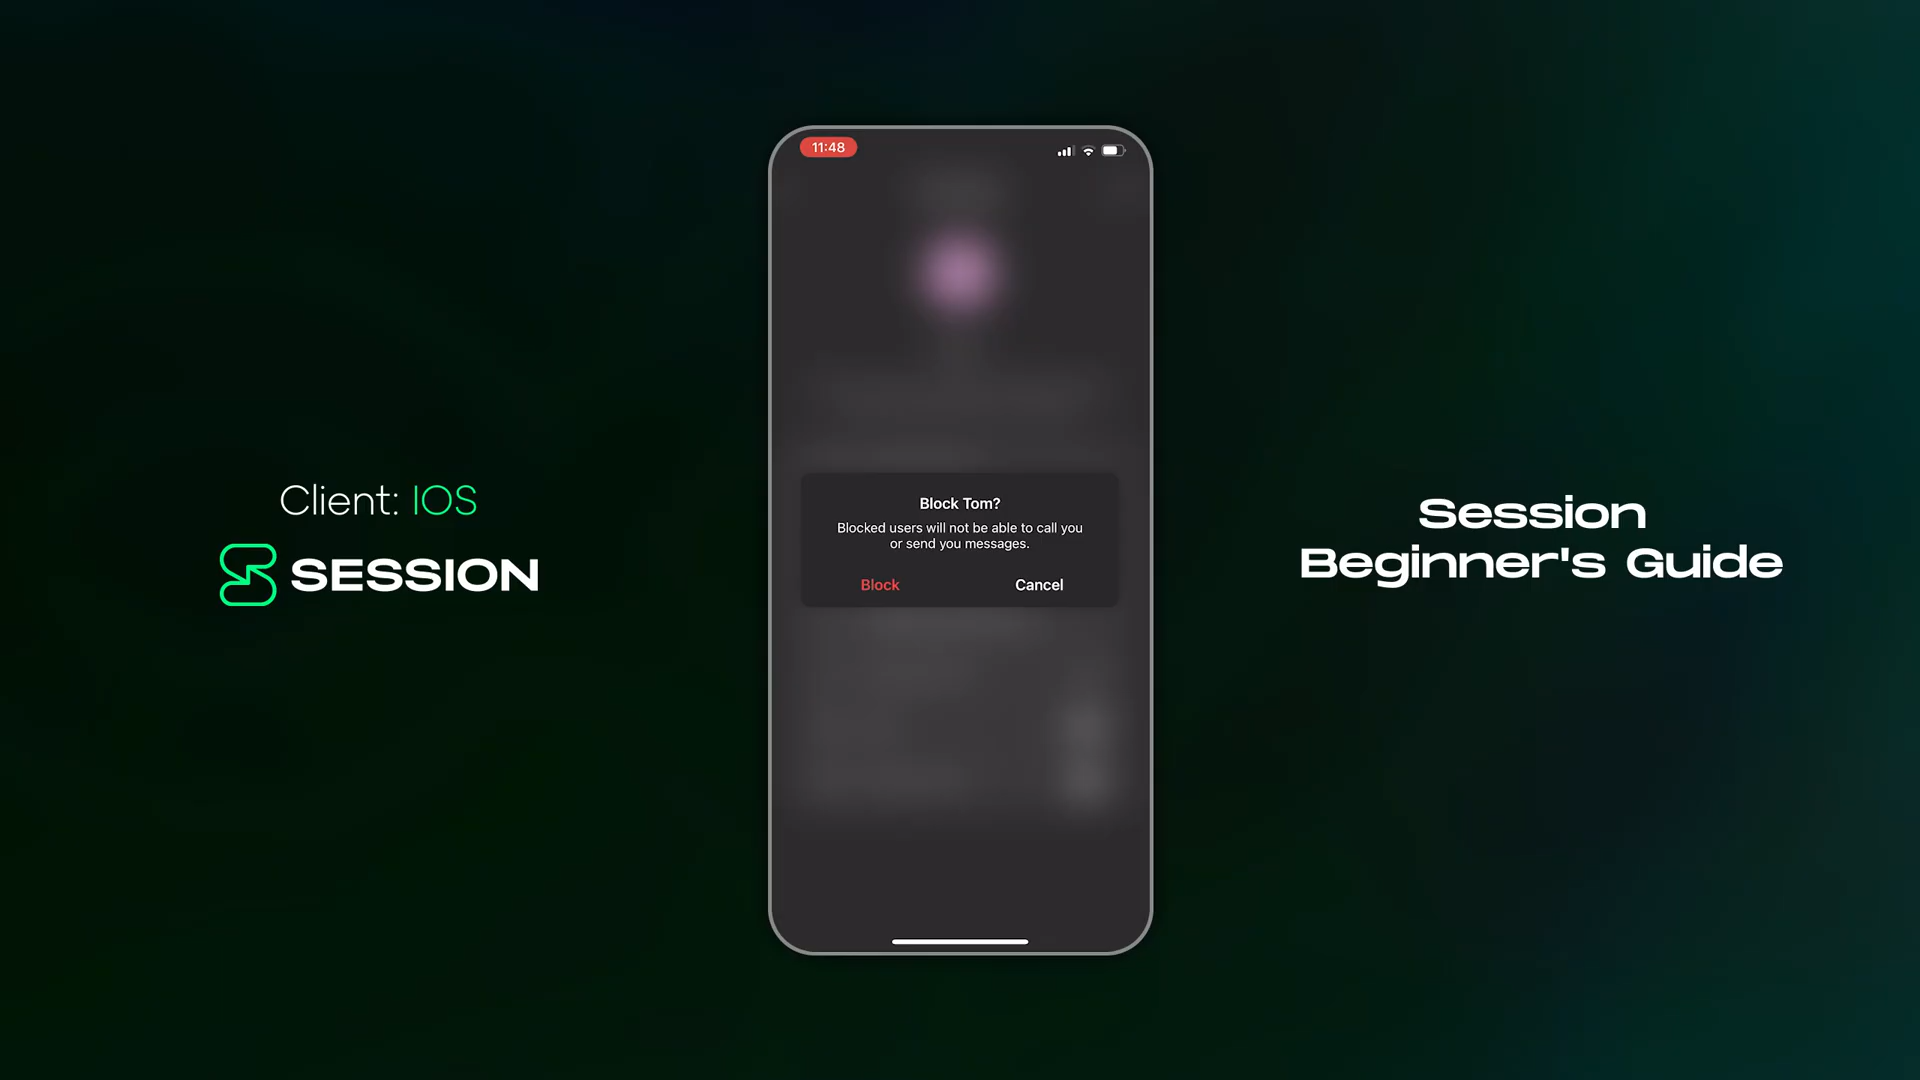 Client: IOS
SESSION
11:48
Block Tom?
Blocked users will not be able to call you
or send you messages.
Block
Cancel
Session
Beginner's Guide